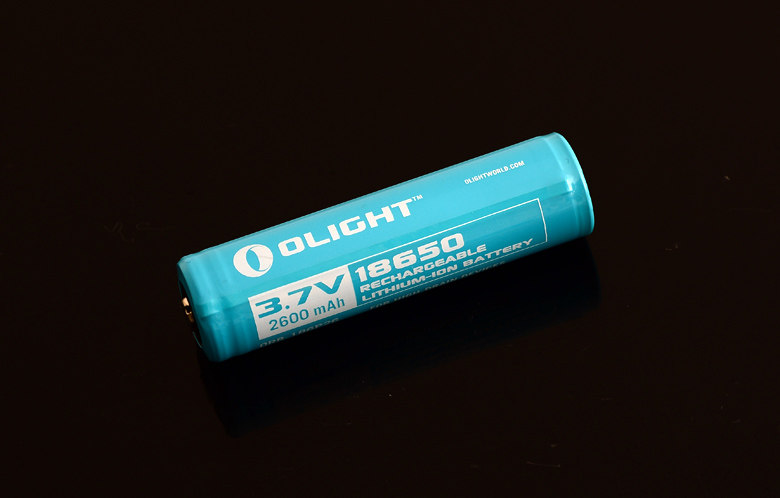 OLIGHTWORLD.COM
OLIGHT™
3.7V
2600 mAh
18650
RECHARGEABLE
LITHIUM-ION BATTERY